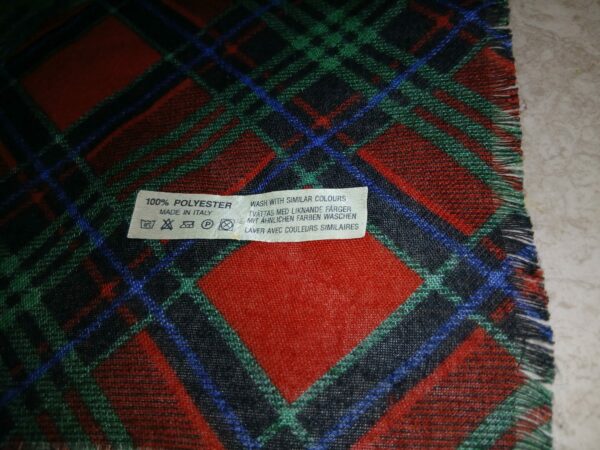 100% POLYESTER
MADE IN ITALY
WASH WITH SIMILAR COLOURS
TVÄTTAS MED LIKNANDE FÄRGER
MIT ÄHNLICHEN FARBEN WASCHEN
LAVER AVEC COULEURS SIMILAIRES